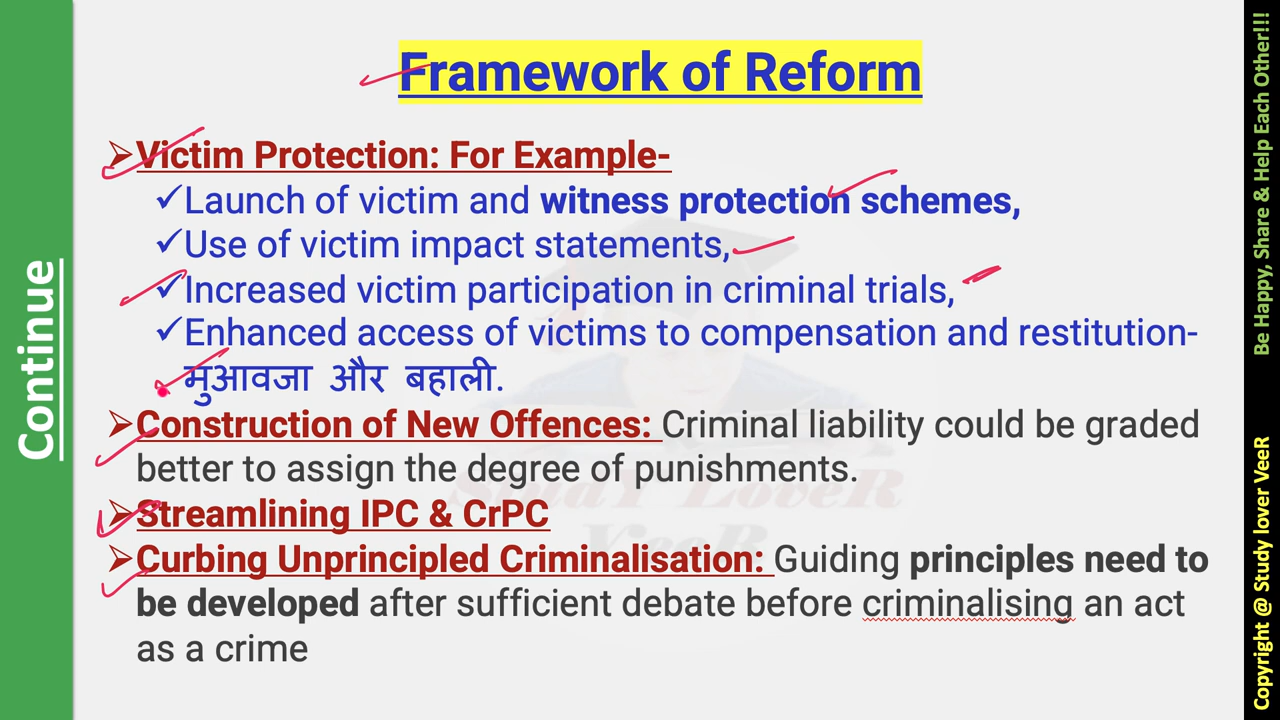 Framework of Reform
➢Victim Protection: For Example-
✓Launch of victim and witness protection schemes,
✓Use of victim impact statements,
✓Increased victim participation in criminal trials,
✓Enhanced access of victims to compensation and restitution-
मुआवजा और बहाली.
➢Construction of New Offences: Criminal liability could be graded
better to assign the degree of punishments.
➢Streamlining IPC & CrPC
➢Curbing Unprincipled Criminalisation: Guiding principles need to
be developed after sufficient debate before criminalising an act
as a crime
Continue
Copyright @ Study lover VeeR Be Happy, Share & Help Each Other!!!
StudY LoveR
VeeR